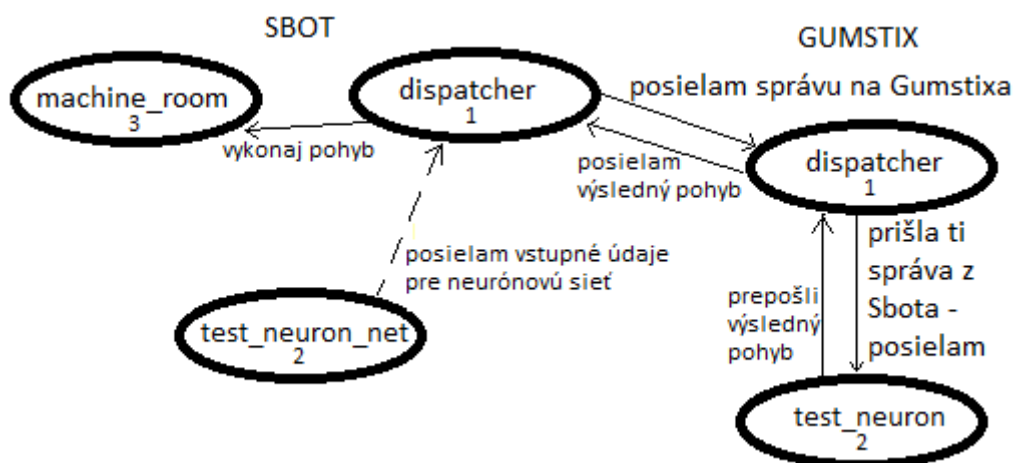 SBOT
GUMSTIX
machine_room
3
dispatcher
1
posielam správu na Gumstixa
vykonaj pohyb
posielam
výsledný pohyb
dispatcher
1
posielam vstupné údaje
pre neurónovú sieť
prišla ti
správa z
Sbota -
posielam
prepošli
výsledný
pohyb
test_neuron_net
2
test_neuron
2